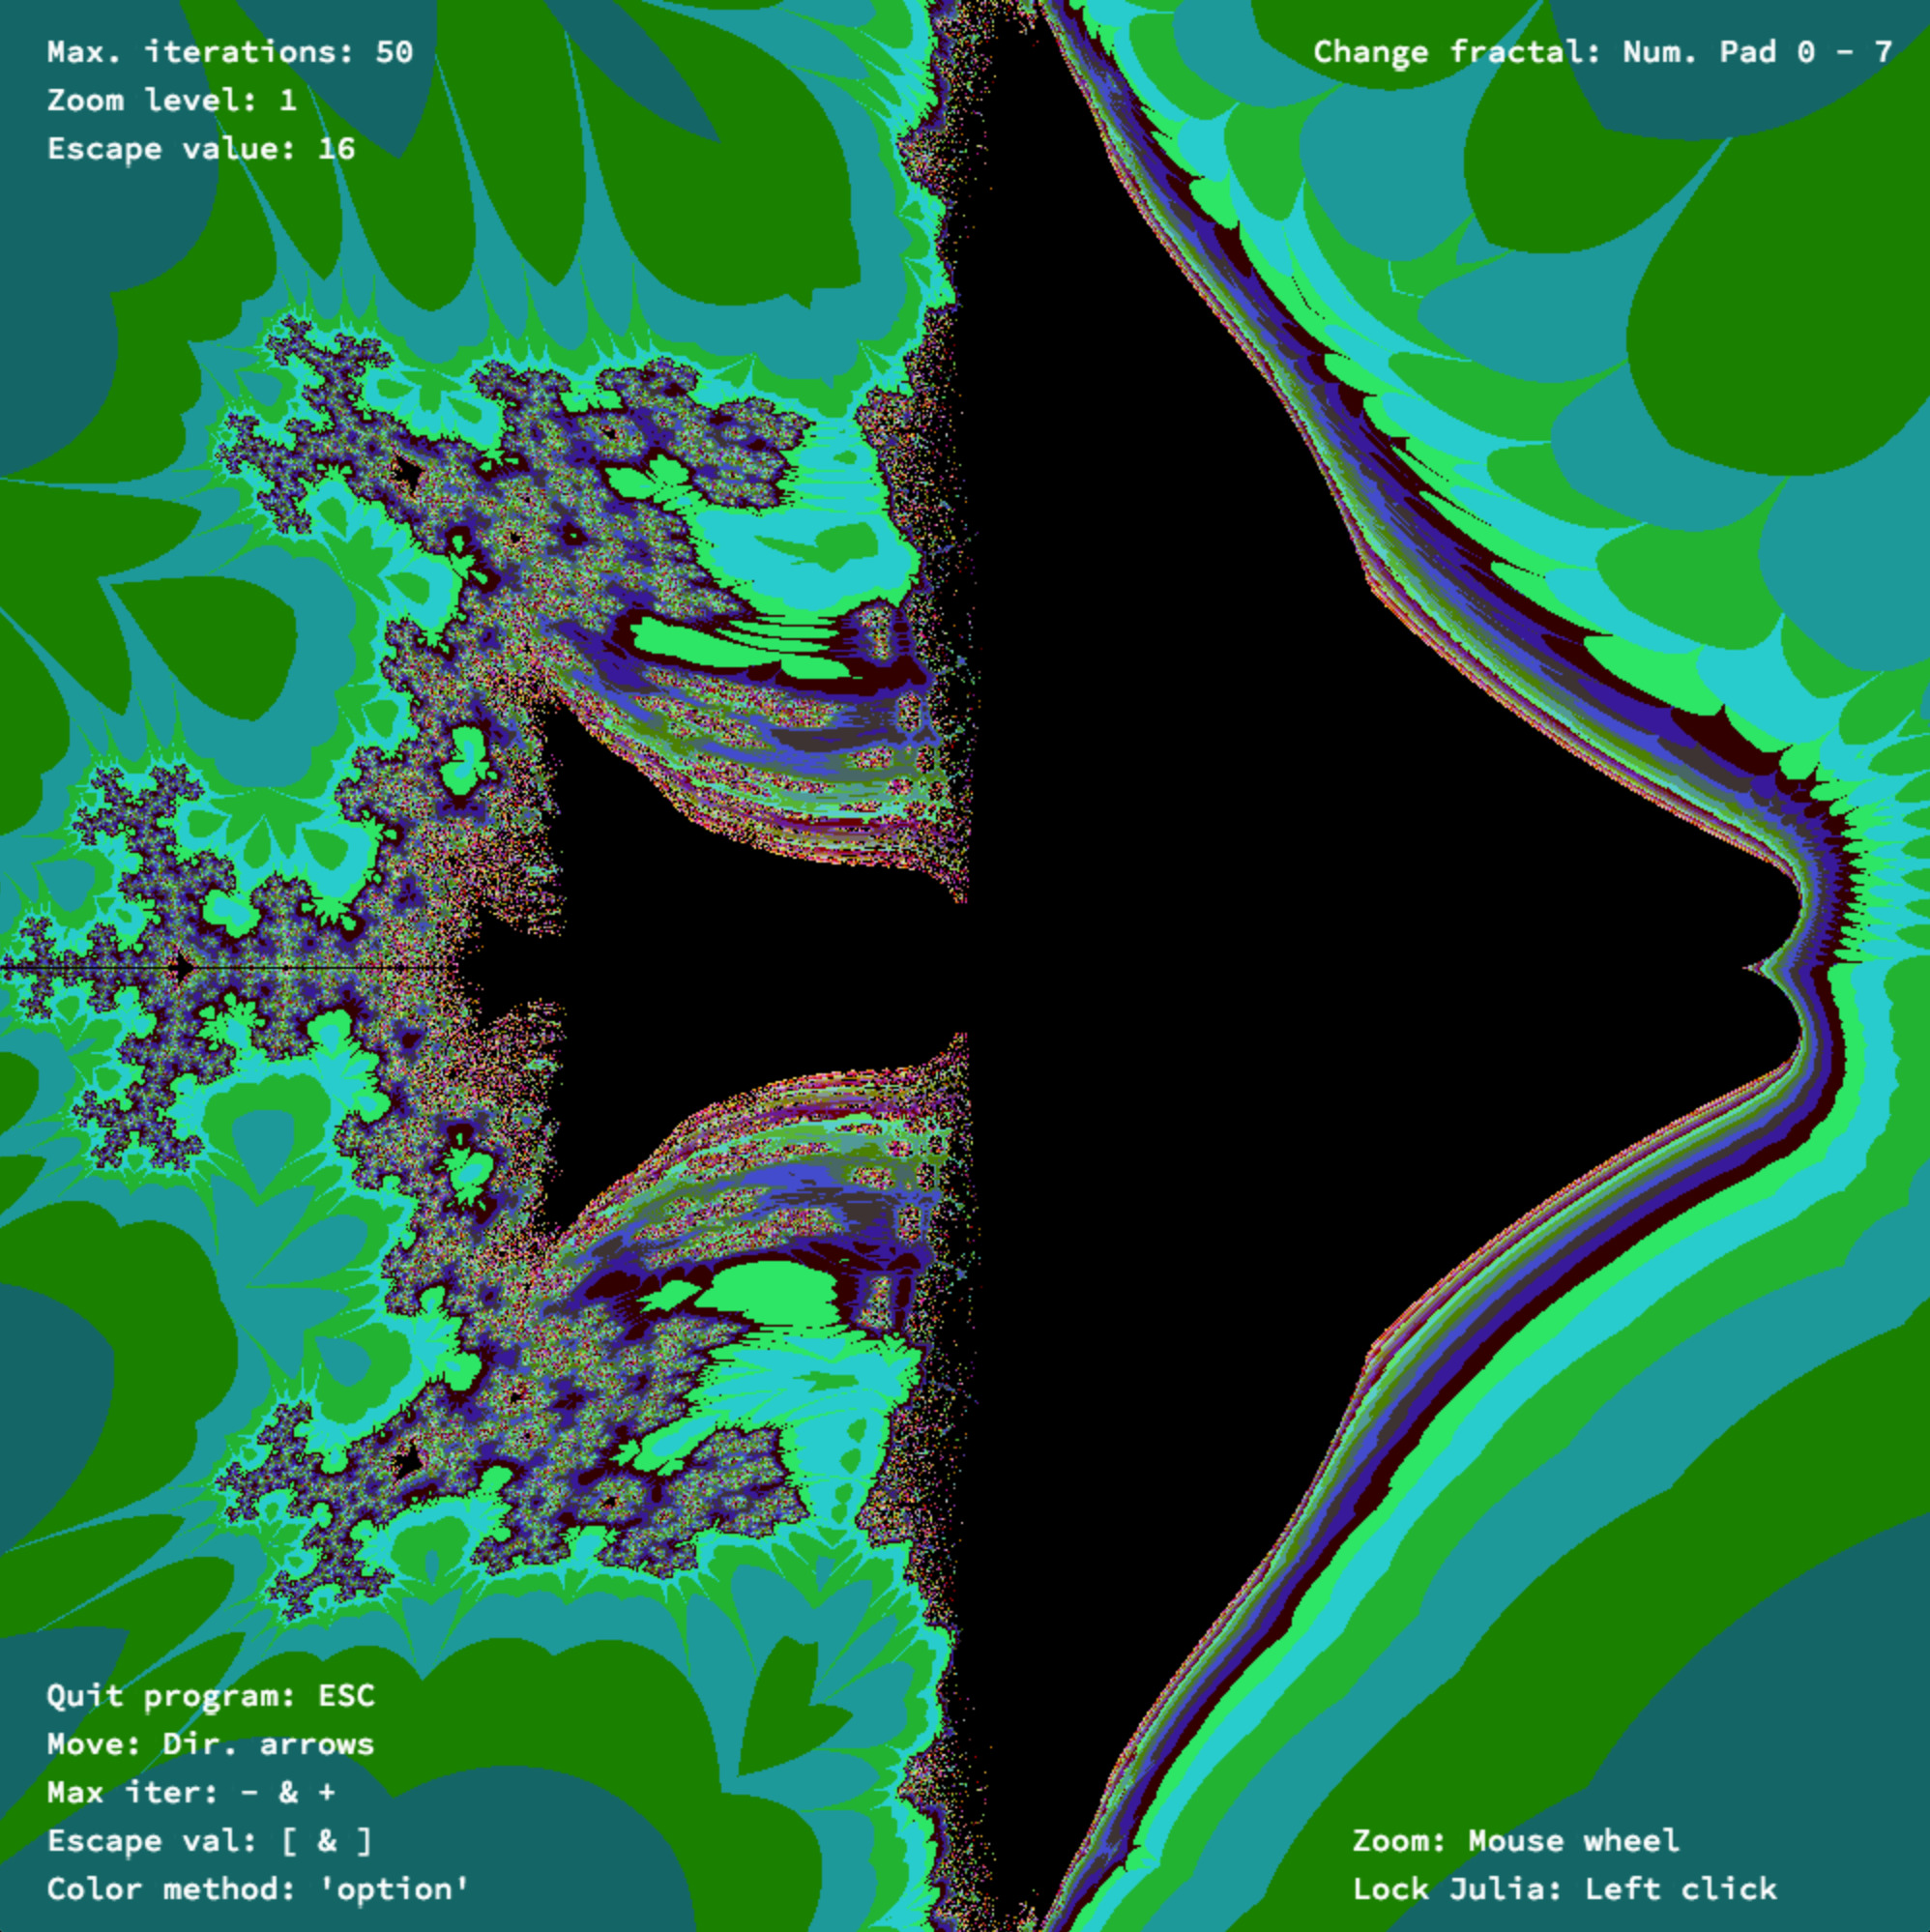 Max. iterations: 50
Zoom level: 1
Escape value: 16
Change fractal: Num. Pad 0 - 7
Quit program: ESC
Move: Dir. arrows
Max iter: - & +
Escape val: [ & ]
Color method: 'option'
Zoom: Mouse wheel
Lock Julia: Left click